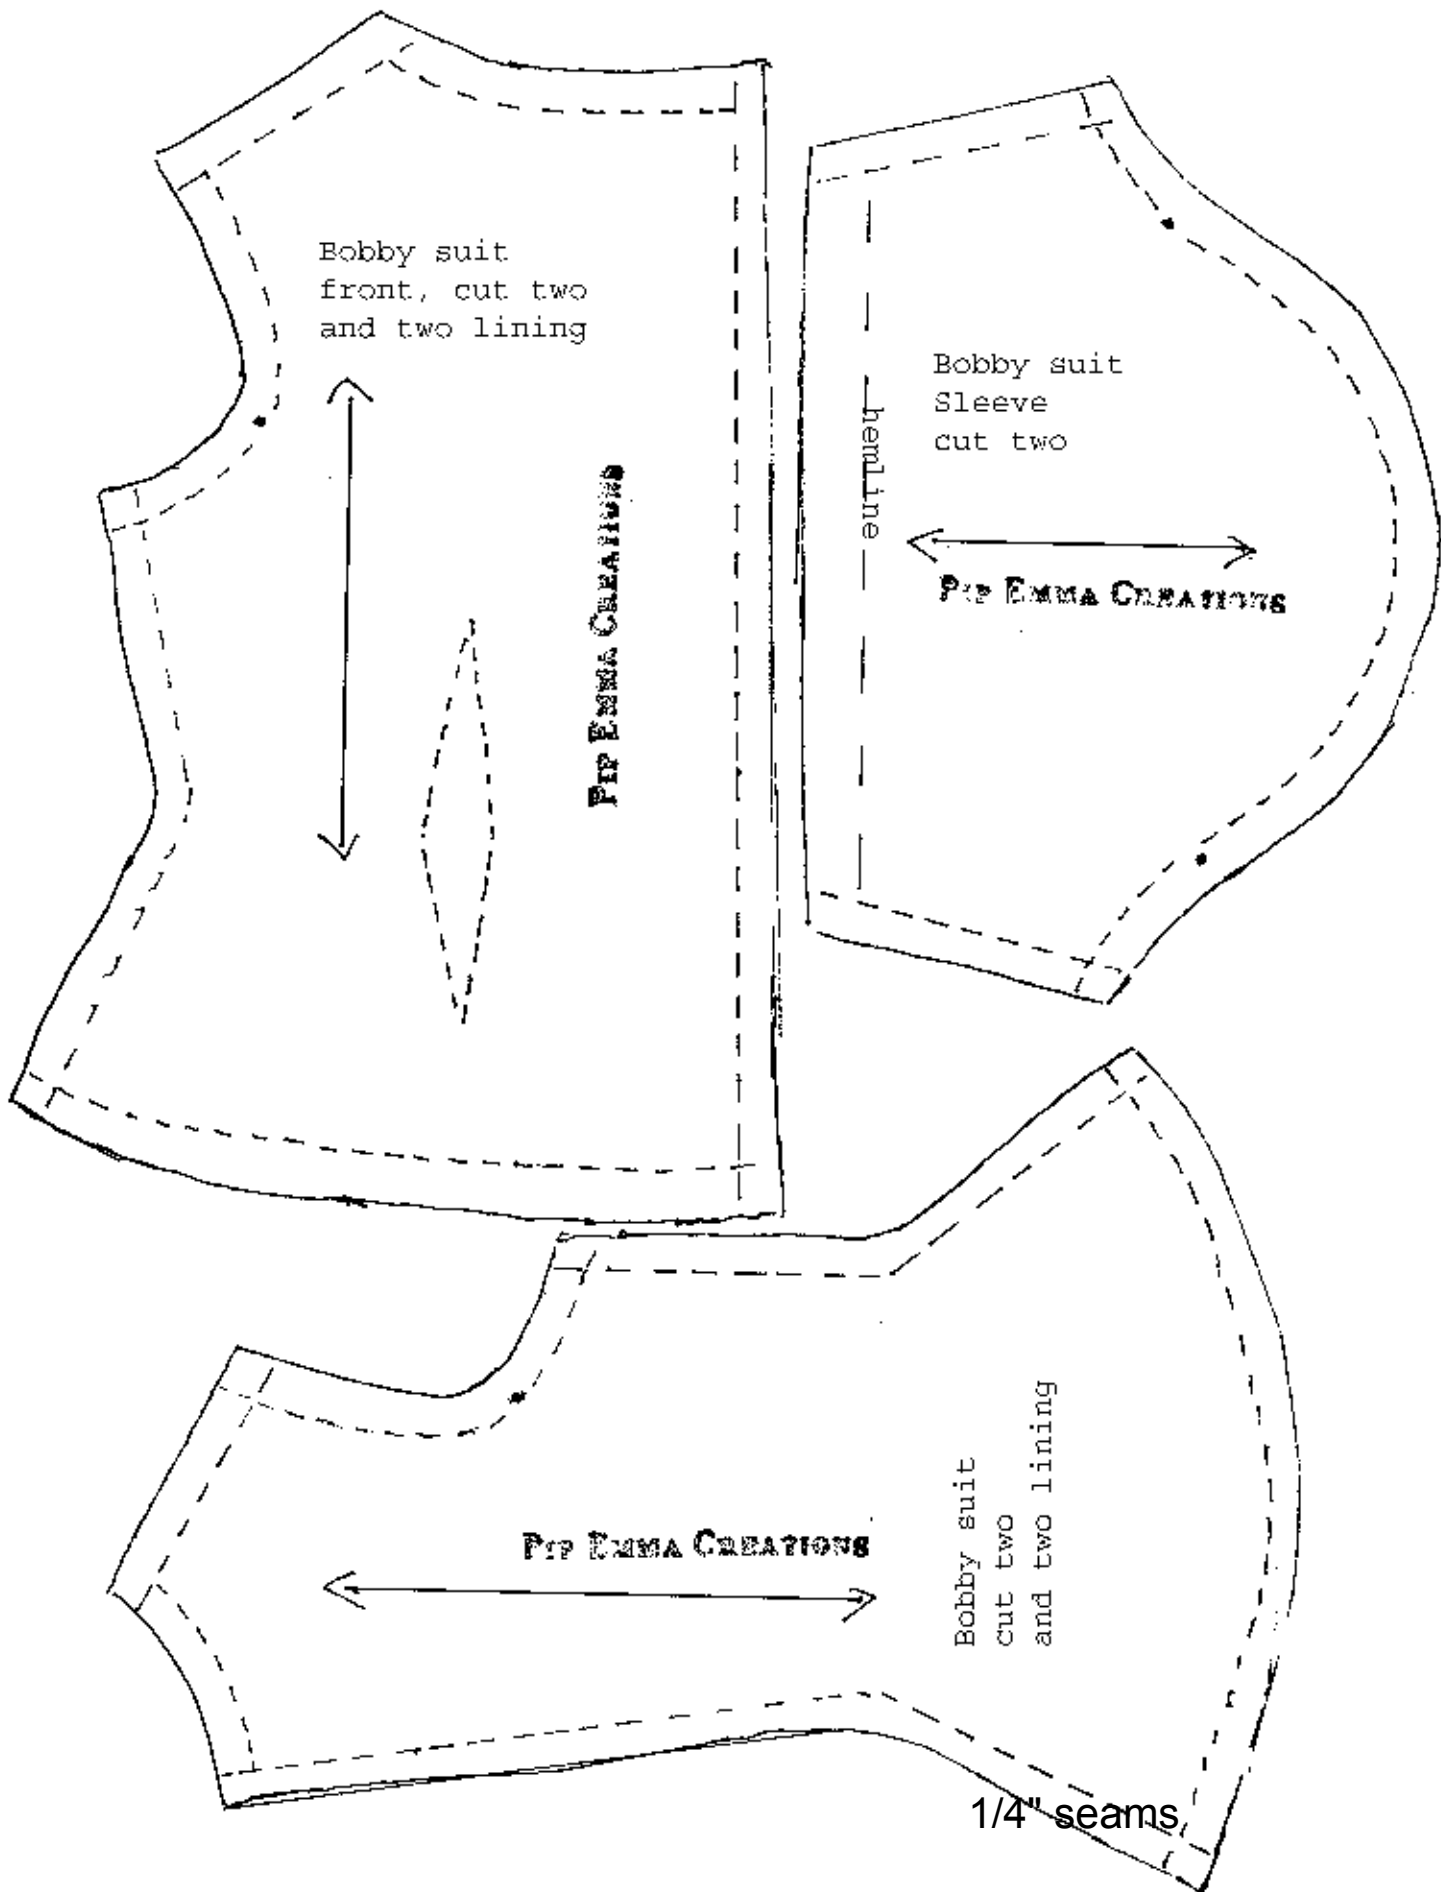 Bobby suit
front, cut two
and two lining
PIP EMMA CREATIONS
Bobby suit
Sleeve
cut two
hemline
PIP EMMA CREATIONS
PIP EMMA CREATIONS
Bobby suit
cut two
and two lining
1/4" seams